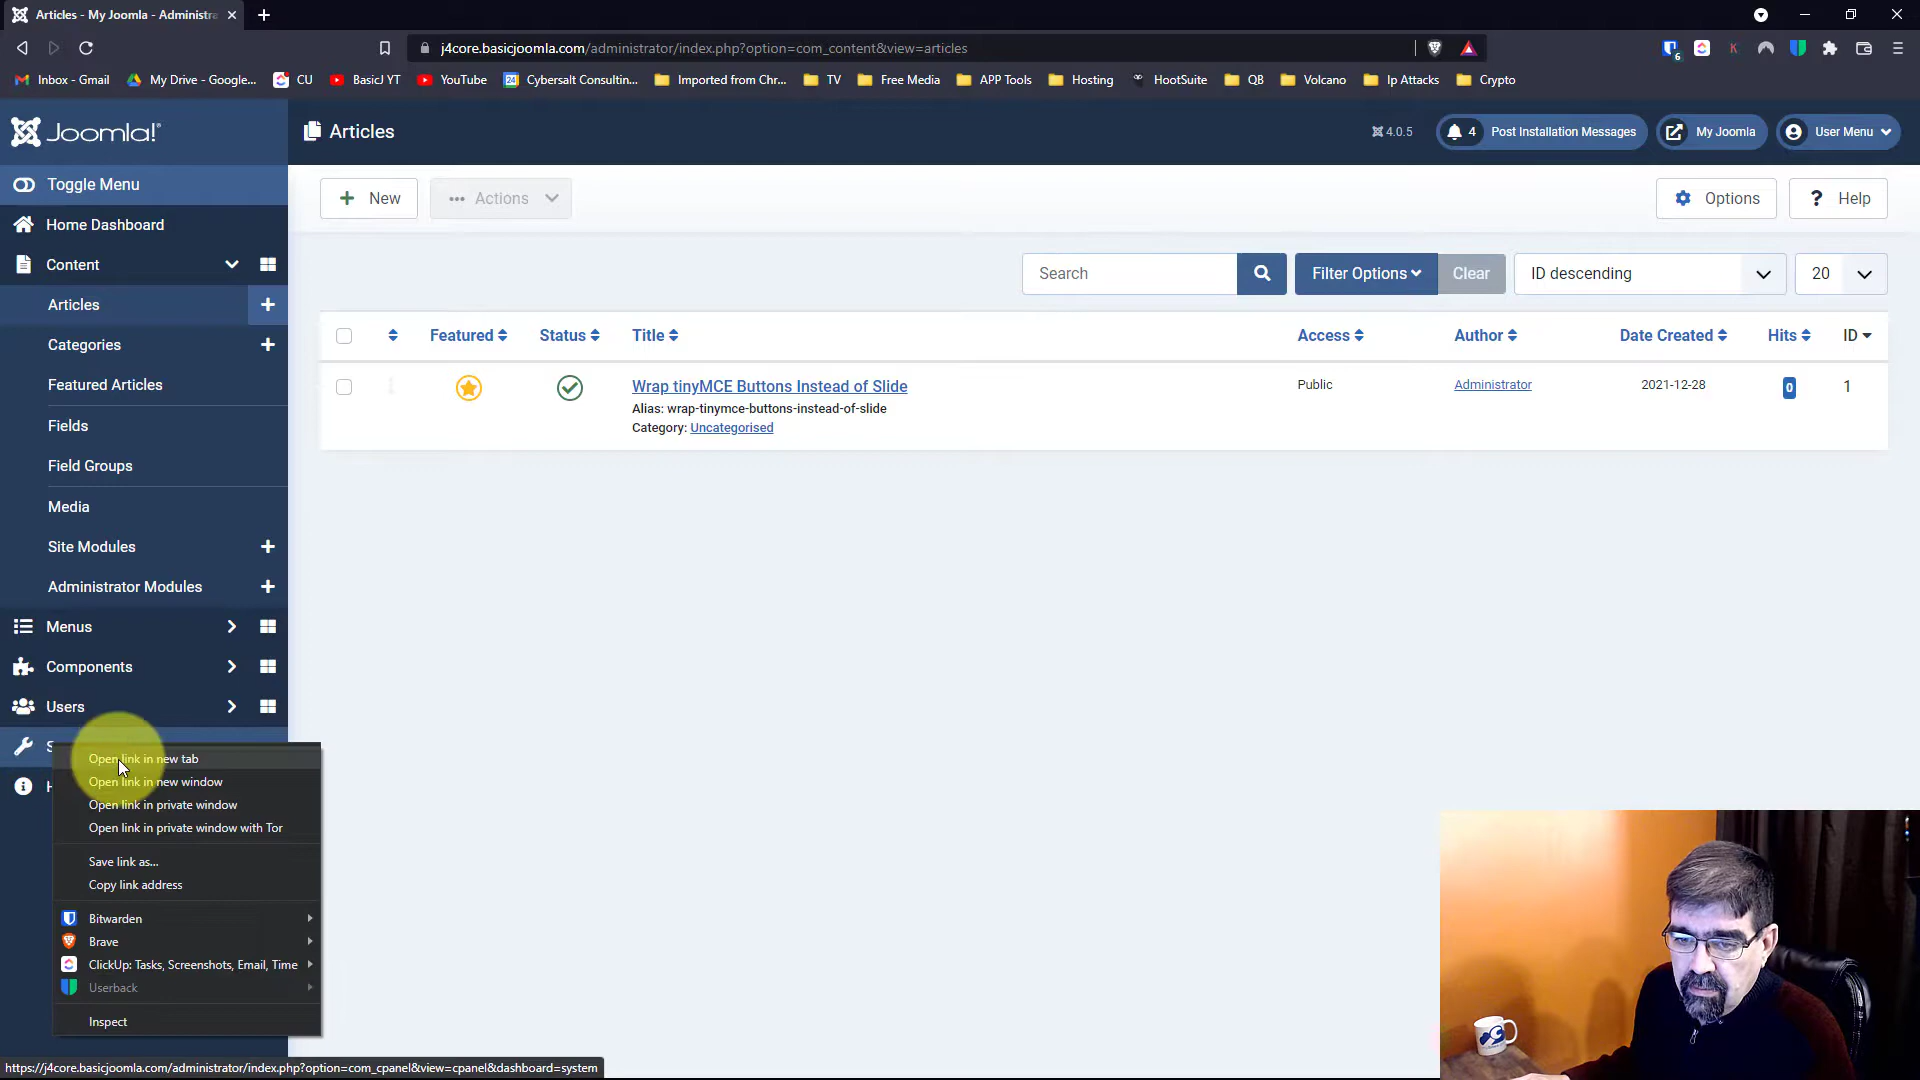 Articles - My Joomla - Administra
j4core.basicjoomla.com/administrator/index.php?option=com_content&view=articles
6
Inbox - Gmail
My Drive - Google...
CU
BasicJ YT
YouTube
24
Cybersalt Consultin...
Imported from Chr...
TV
Free Media
APP Tools
Hosting
HootSuite
QB
Volcano
Ip Attacks
Crypto
Joomla!
Articles
4.0.5
4 Post Installation Messages
My Joomla
User Menu
Toggle Menu
New
Actions
Options
Help
Home Dashboard
Content
Search
Filter Options
Clear
ID descending
20
Articles
Categories
Featured Articles
Fields
Field Groups
Media
Site Modules
Administrator Modules
Menus
Components
Users
Featured
Status
Title
Access
Author
Date Created
Hits
ID
Wrap tinyMCE Buttons Instead of Slide
Alias: wrap-tinymce-buttons-instead-of-slide
Category: Uncategorised
Public
Administrator
2021-12-28
0
1
S
H
Open link in new tab
Open link in new window
Open link in private window
Open link in private window with Tor
Save link as...
Copy link address
Bitwarden
Brave
ClickUp: Tasks, Screenshots, Email, Time
Userback
Inspect
https://j4core.basicjoomla.com/administrator/index.php?option=com_cpanel&view=cpanel&dashboard=system